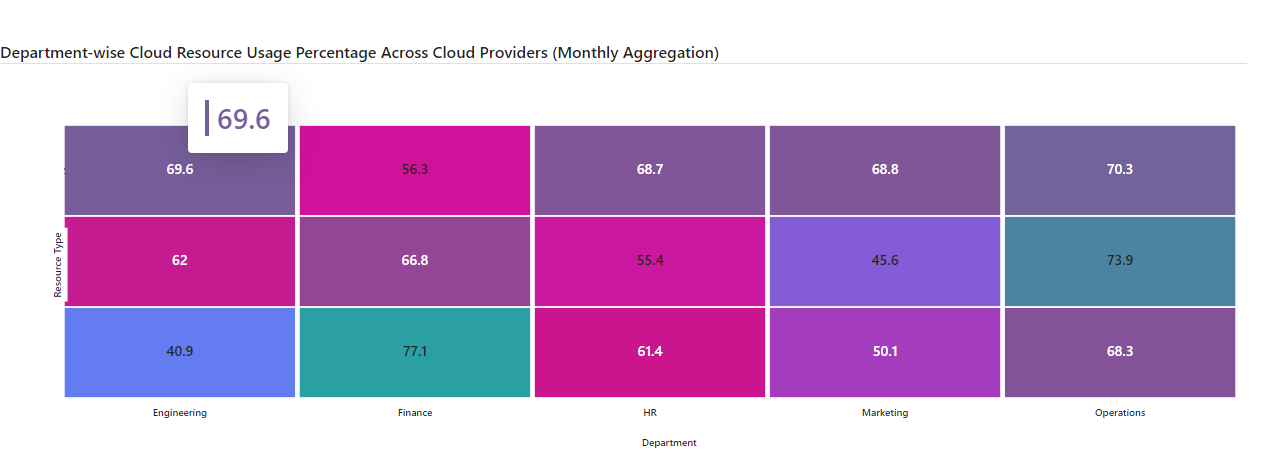 Department-wise Cloud Resource Usage Percentage Across Cloud Providers (Monthly Aggregation)
69.6
69.6 56.3 68.7 68.8 70.3
Resource Type
62 66.8 55.4 45.6 73.9
40.9 77.1 61.4 50.1 68.3
Engineering Finance HR Marketing Operations
Department